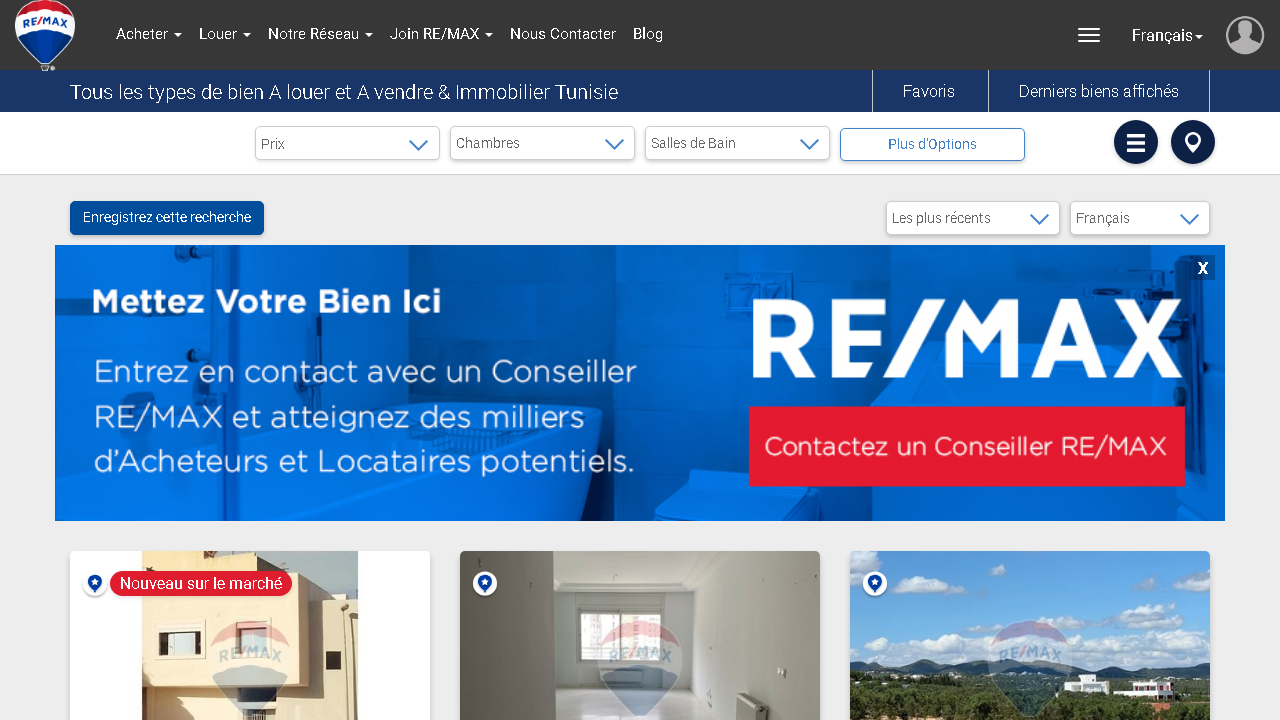 RE/MAX
Acheter
Louer
Notre Réseau
Join RE/MAX
Nous Contacter
Blog
Français
Tous les types de bien A louer et A vendre & Immobilier Tunisie
Favoris
Derniers biens affichés
Prix
Chambres
Salles de Bain
Plus d'Options
Enregistrez cette recherche
Les plus récents
Français
X
Mettez Votre Bien Ici
Entrez en contact avec un Conseiller
RE/MAX et atteignez des milliers
d'Acheteurs et Locataires potentiels.
RE/MAX
Contactez un Conseiller RE/MAX
Nouveau sur le marché
RE/MAX
RE/MAX
RE/MAX